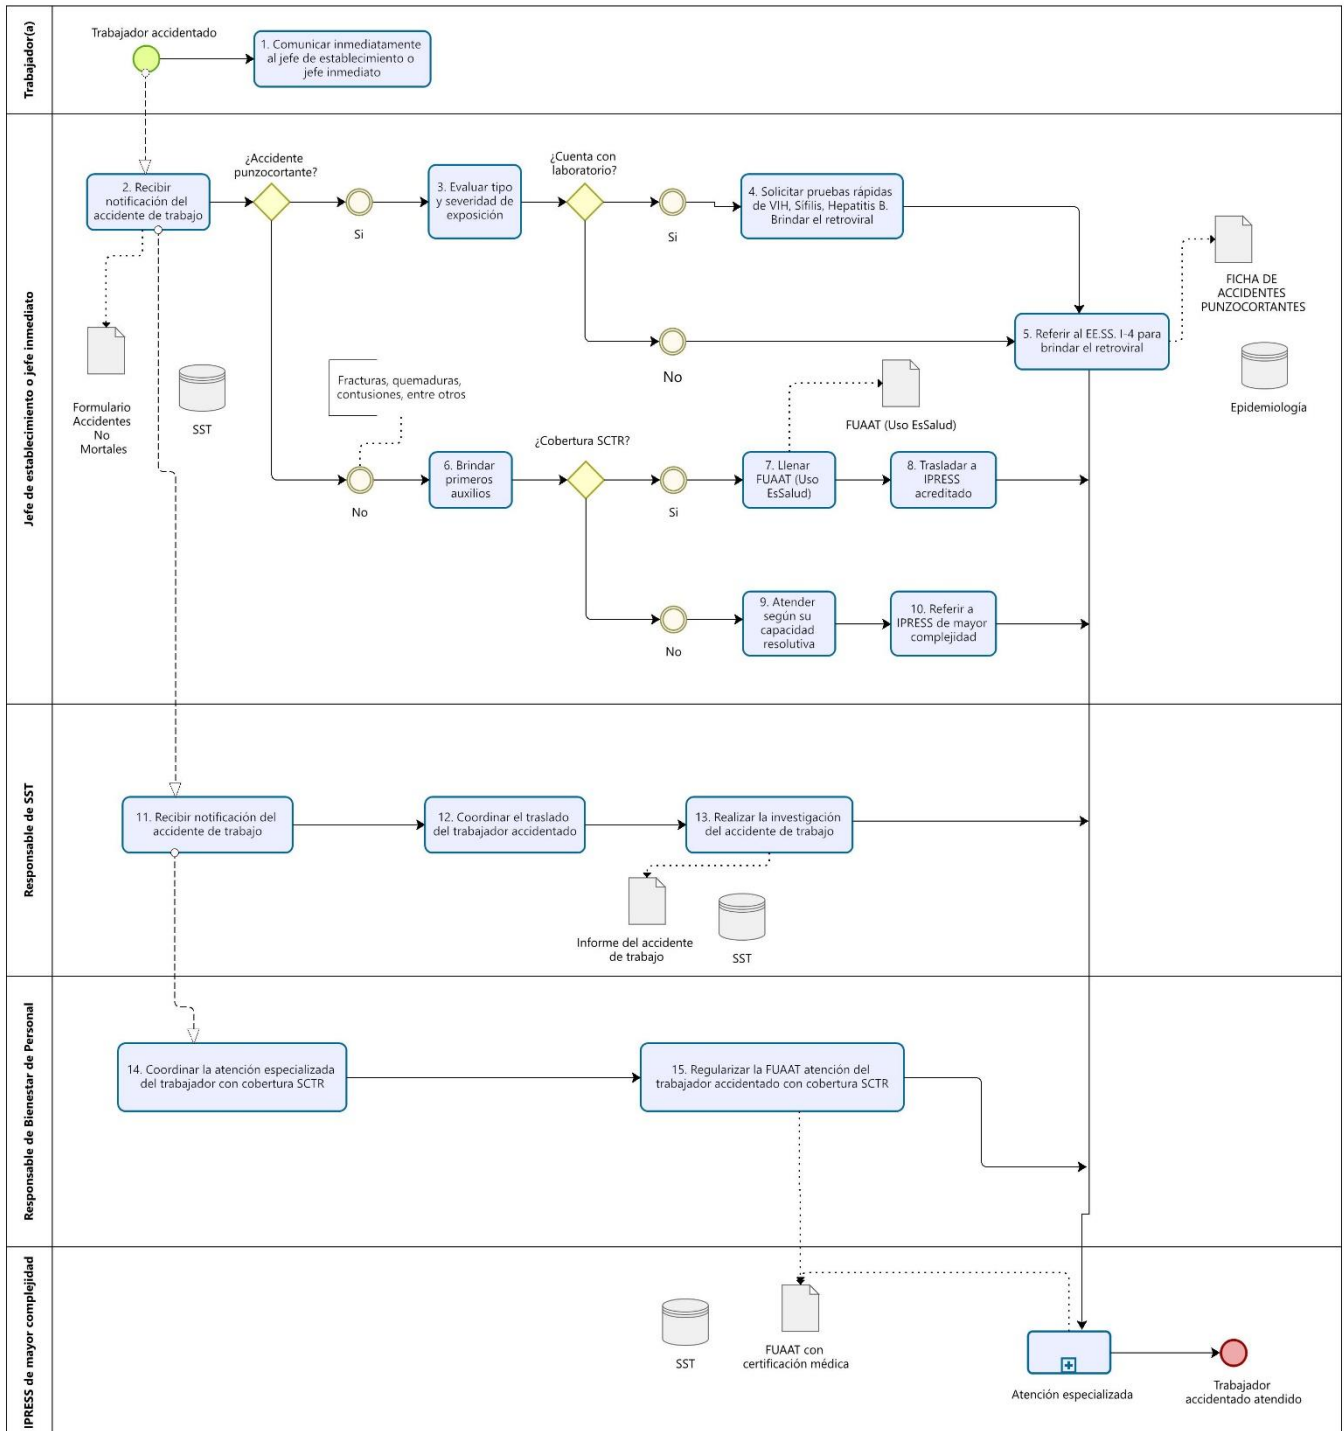 Trabajador(a)
Trabajador accidentado
1. Comunicar inmediatamente
al jefe de establecimiento o
jefe inmediato
Jefe de establecimiento o jefe inmediato
2. Recibir
notificación del
accidente de trabajo
¿Accidente
punzocortante?
Si
3. Evaluar tipo
y severidad de
exposición
¿Cuenta con
laboratorio?
Si
4. Solicitar pruebas rápidas
de VIH, Sífilis, Hepatitis B.
Brindar el retroviral
No
5. Referir al EE.SS. I-4 para
brindar el retroviral
FICHA DE
ACCIDENTES
PUNZOCORTANTES
Epidemiología
Formulario
Accidentes
No
Mortales
SST
Fracturas, quemaduras,
contusiones, entre otros
No
6. Brindar
primeros
auxilios
¿Cobertura SCTR?
Si
7. Llenar
FUAAT (Uso
EsSalud)
FUAAT (Uso EsSalud)
8. Trasladar a
IPRESS
acreditado
No
9. Atender
según su
capacidad
resolutiva
10. Referir a
IPRESS de mayor
complejidad
Responsable de SST
11. Recibir notificación del
accidente de trabajo
12. Coordinar el traslado
del trabajador accidentado
13. Realizar la investigación
del accidente de trabajo
Informe del accidente
de trabajo
SST
Responsable de Bienestar de Personal
14. Coordinar la atención especializada
del trabajador con cobertura SCTR
15. Regularizar la FUAAT atención del
trabajador accidentado con cobertura SCTR
IPRESS de mayor complejidad
SST
FUAAT con
certificación médica
Atención especializada
Trabajador
accidentado atendido